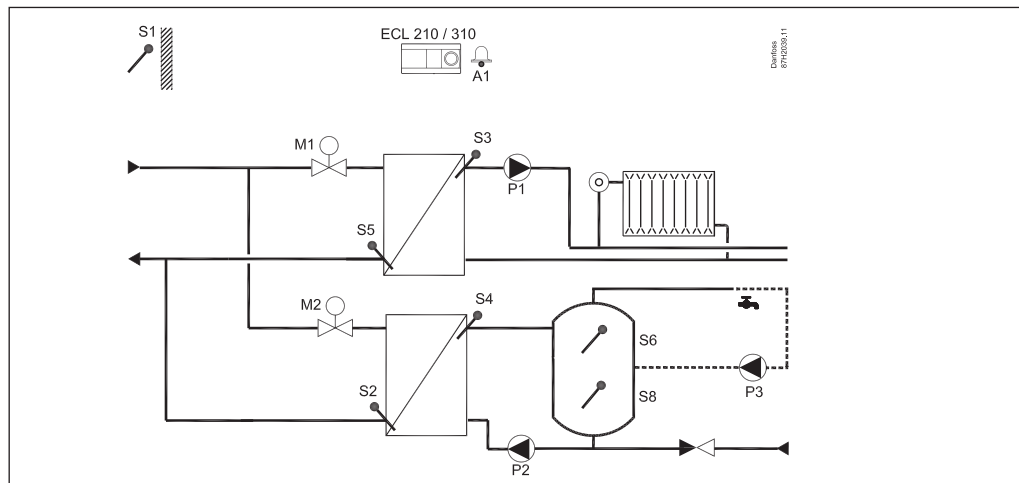 S1
ECL 210 / 310
A1
Danfoss
87H2039.11
M1
S3
P1
S5
M2
S4
S6
S2
S8
P3
P2